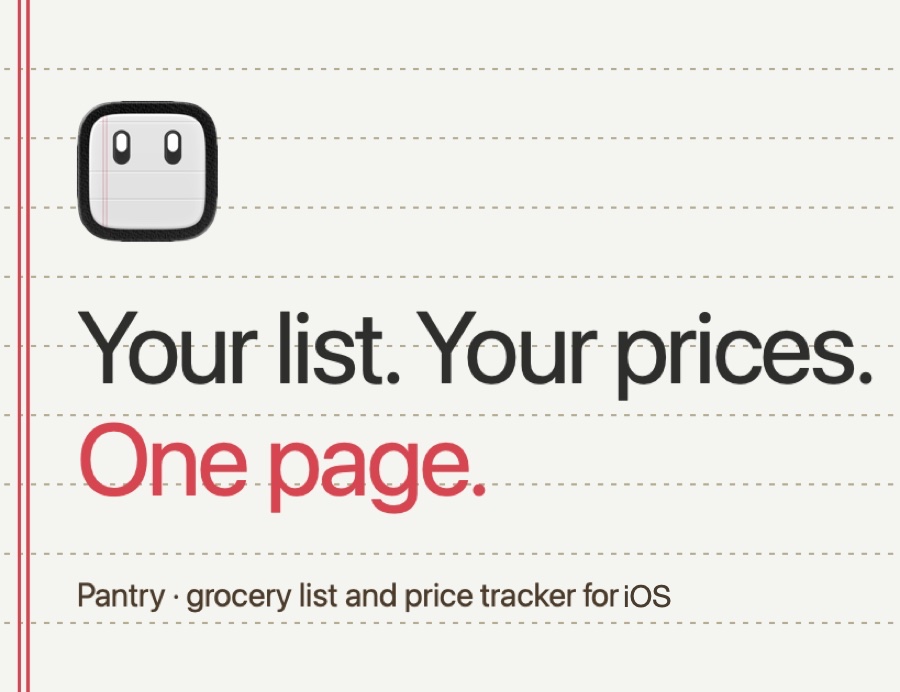 Your list. Your prices.
One page.
Pantry · grocery list and price tracker for iOS